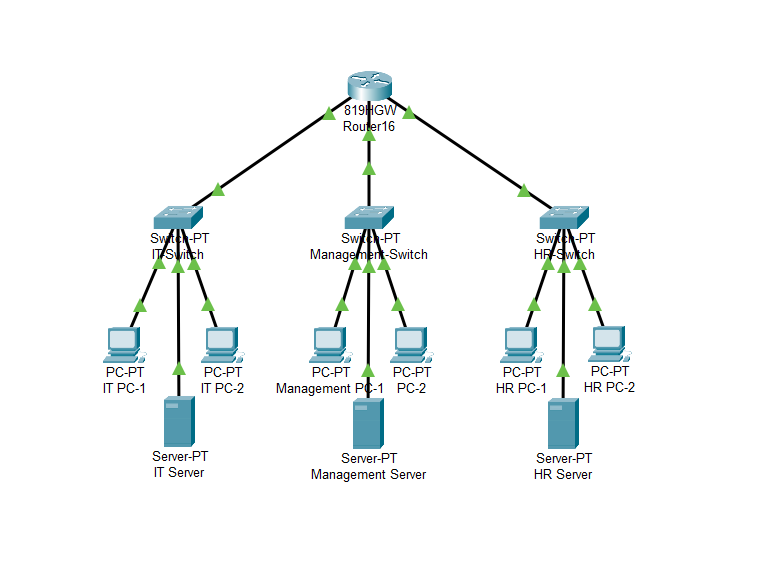 819HGW
Router16
Switch-PT
IT-Switch
Switch-PT
Management-Switch
Switch-PT
HR-Switch
PC-PT
IT PC-1
PC-PT
IT PC-2
PC-PT
Management PC-1
PC-PT
PC-2
PC-PT
HR PC-1
PC-PT
HR PC-2
Server-PT
IT Server
Server-PT
Management Server
Server-PT
HR Server